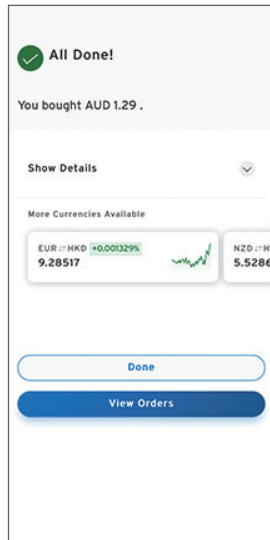 All Done!
You bought AUD 1.29 .
Show Details
More Currencies Available
EUR ⇄ HKD +0.001329%
9.28517
NZD ⇄ H
5.5286
Done
View Orders